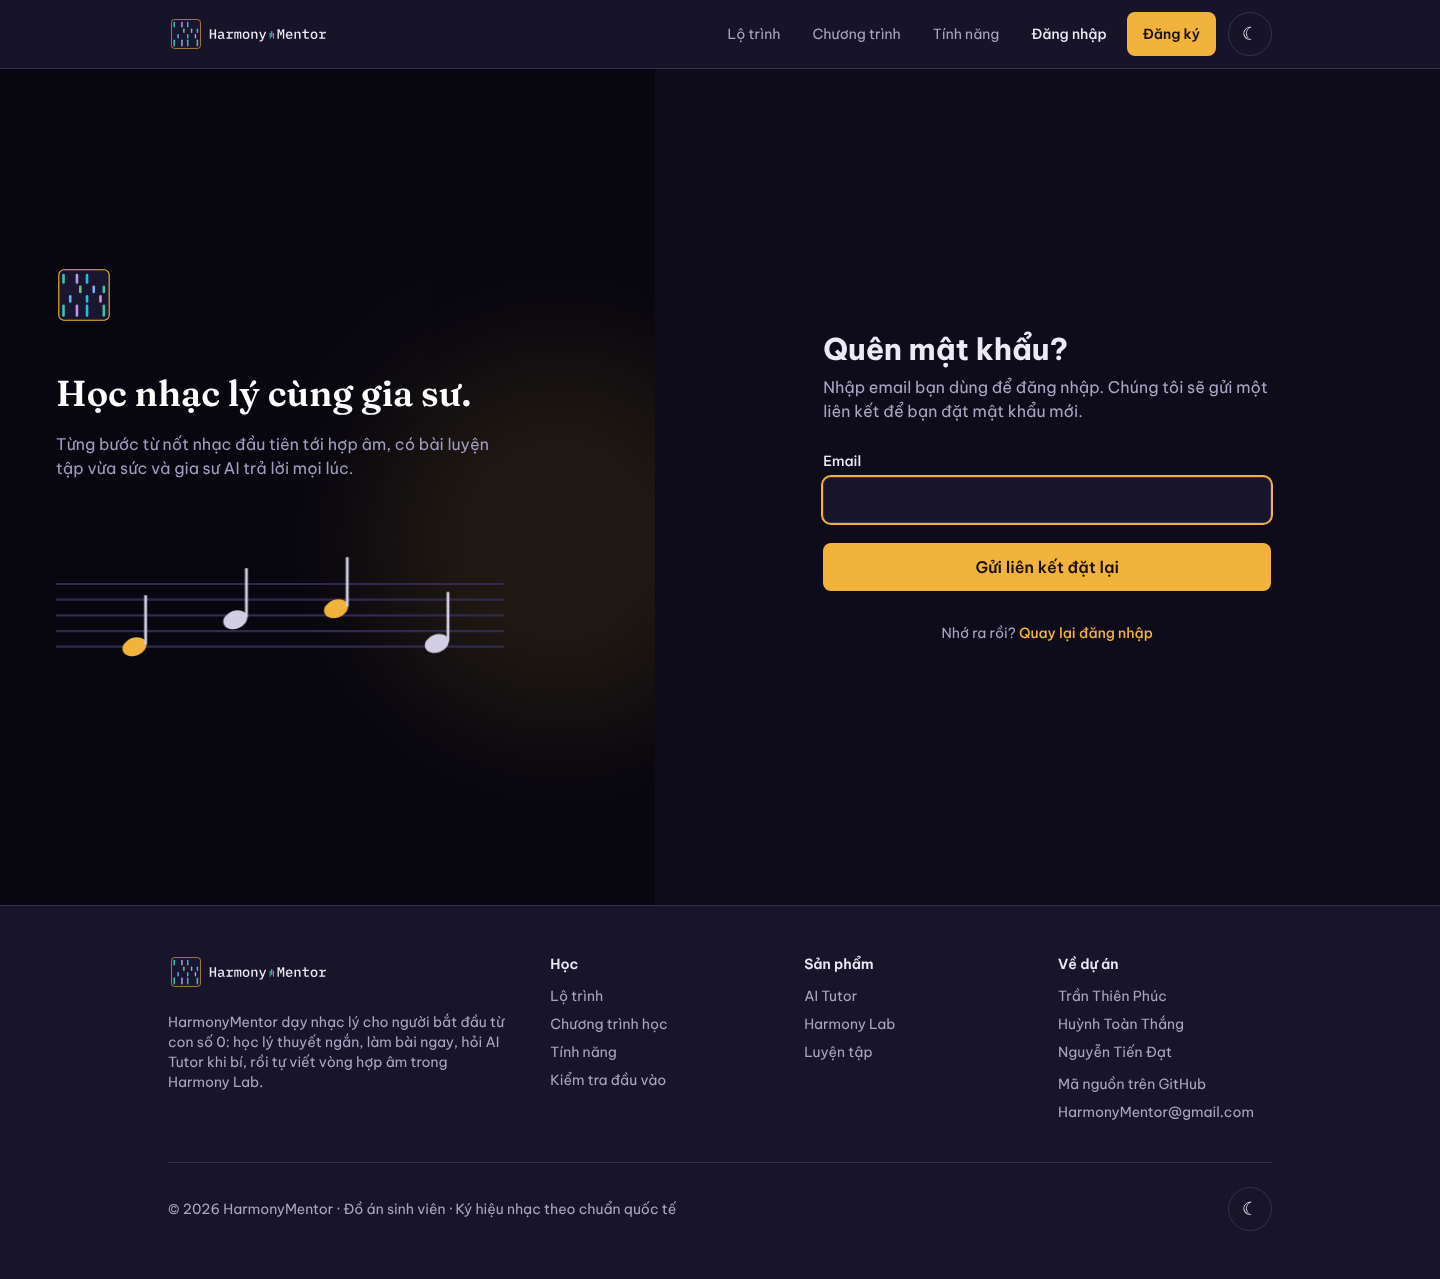 Harmony Mentor
Lộ trình
Chương trình
Tính năng
Đăng nhập
Đăng ký
Học nhạc lý cùng gia sư.
Từng bước từ nốt nhạc đầu tiên tới hợp âm, có bài luyện
tập vừa sức và gia sư AI trả lời mọi lúc.
Quên mật khẩu?
Nhập email bạn dùng để đăng nhập. Chúng tôi sẽ gửi một
liên kết để bạn đặt mật khẩu mới.
Email
Gửi liên kết đặt lại
Nhớ ra rồi? Quay lại đăng nhập
Harmony Mentor
HarmonyMentor dạy nhạc lý cho người bắt đầu từ
con số 0: học lý thuyết ngắn, làm bài ngay, hỏi AI
Tutor khi bí, rồi tự viết vòng hợp âm trong
Harmony Lab.
Học
Lộ trình
Chương trình học
Tính năng
Kiểm tra đầu vào
Sản phẩm
AI Tutor
Harmony Lab
Luyện tập
Về dự án
Trần Thiên Phúc
Huỳnh Toàn Thắng
Nguyễn Tiến Đạt
Mã nguồn trên GitHub
HarmonyMentor@gmail.com
© 2026 HarmonyMentor · Đồ án sinh viên · Ký hiệu nhạc theo chuẩn quốc tế